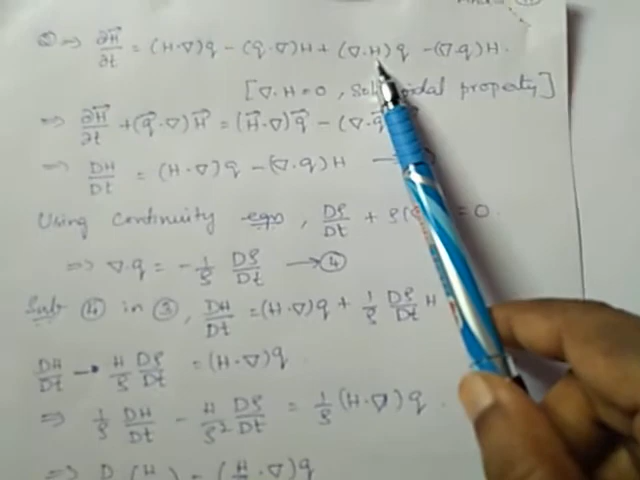 ② ⇒ ∂H⃗/∂t = (H·∇)q − (q·∇)H + (∇·H)q − (∇·q)H.
[∇·H = 0, Sol idal property]
⇒ ∂H⃗/∂t + (q⃗·∇)H⃗ = (H⃗·∇)q⃗ − (∇·q⃗
⇒ DH/Dt = (H·∇)q − (∇·q)H —
Using Continuity eqn, Dρ/Dt + ρ( = 0.
⇒ ∇·q = −1/ρ Dρ/Dt → ④
Sub ④ in ③, DH/Dt = (H·∇)q + 1/ρ Dρ/Dt H
DH/Dt − H/ρ Dρ/Dt = (H·∇)q
⇒ 1/ρ DH/Dt − H/ρ² Dρ/Dt = 1/ρ (H·∇)q.
⇒ D (H ) = (H ·∇)q